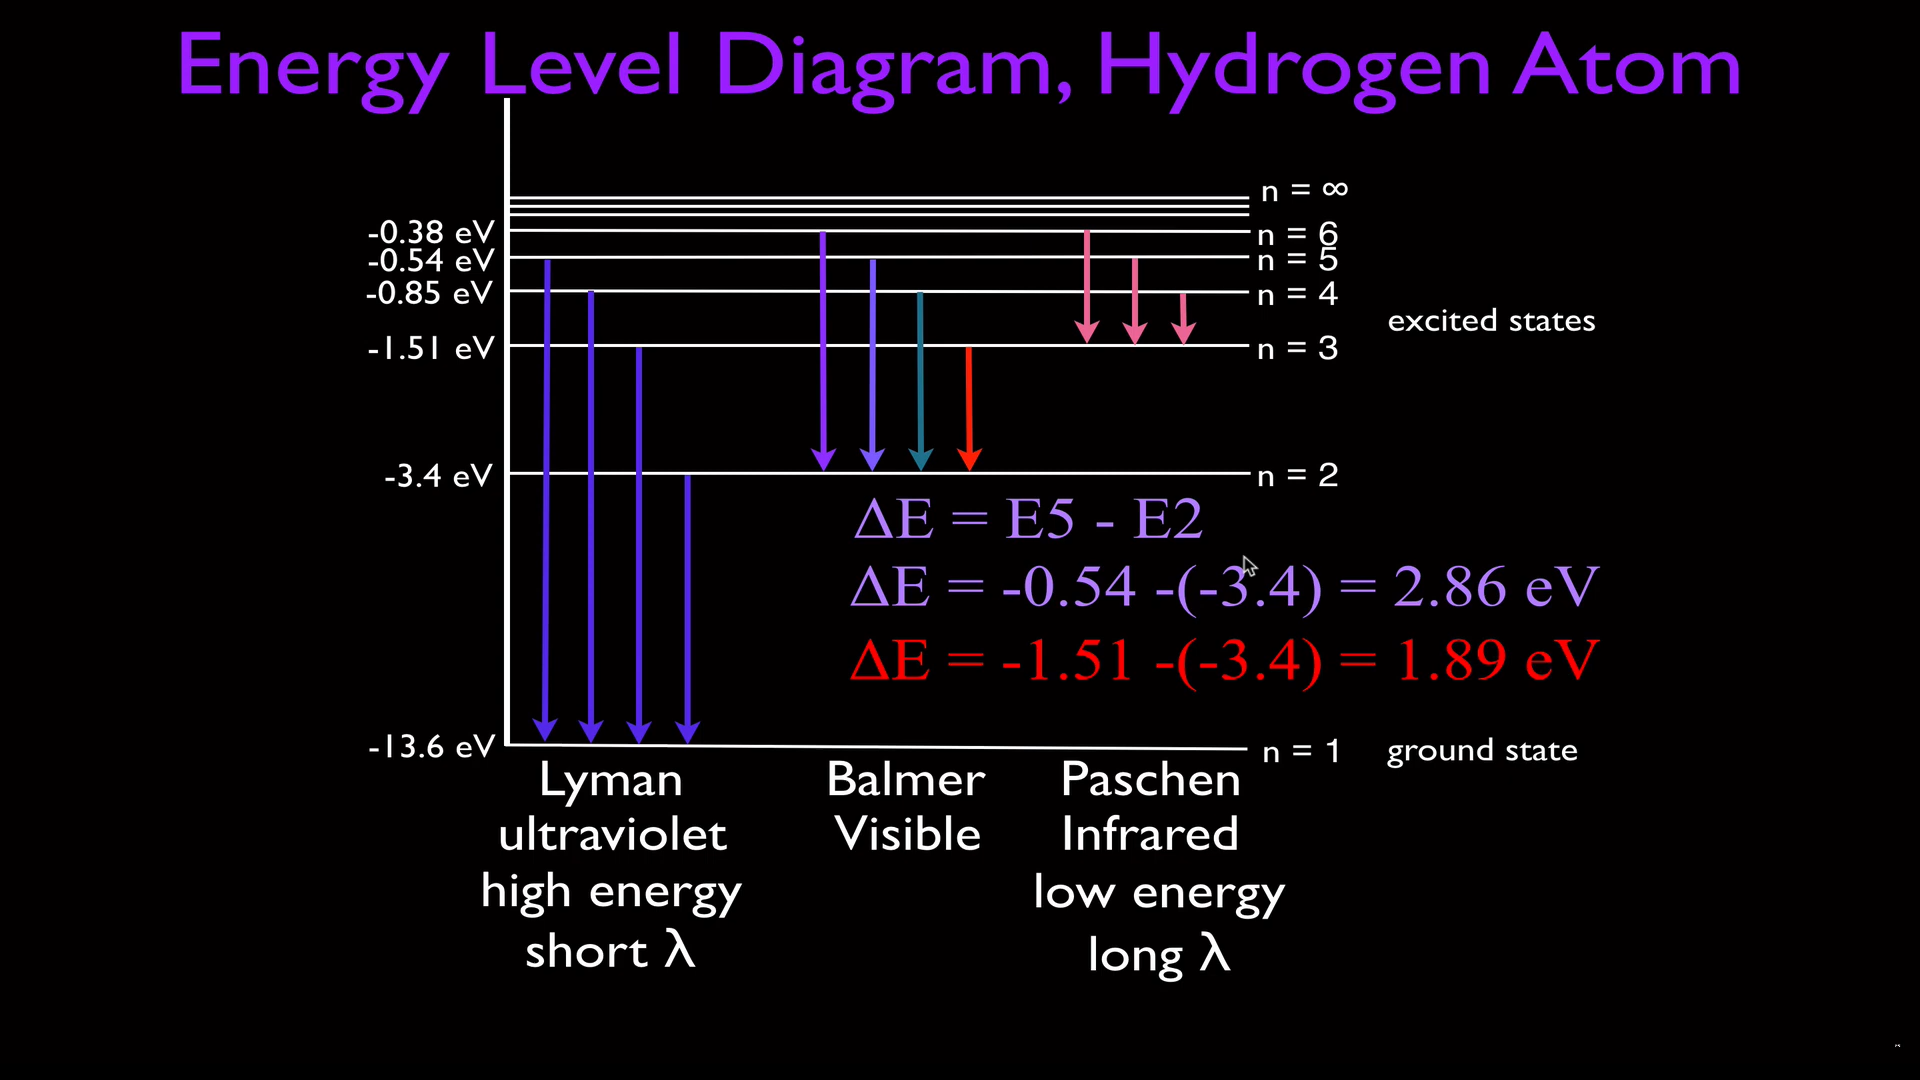 Energy Level Diagram, Hydrogen Atom
n = ∞
-0.38 eV
n = 6
-0.54 eV
n = 5
-0.85 eV
n = 4
excited states
-1.51 eV
n = 3
-3.4 eV
n = 2
ΔE = E5 - E2
ΔE = -0.54 -(-3.4) = 2.86 eV
ΔE = -1.51 -(-3.4) = 1.89 eV
-13.6 eV
n = 1
ground state
Lyman
ultraviolet
high energy
short λ
Balmer
Visible
Paschen
Infrared
low energy
long λ